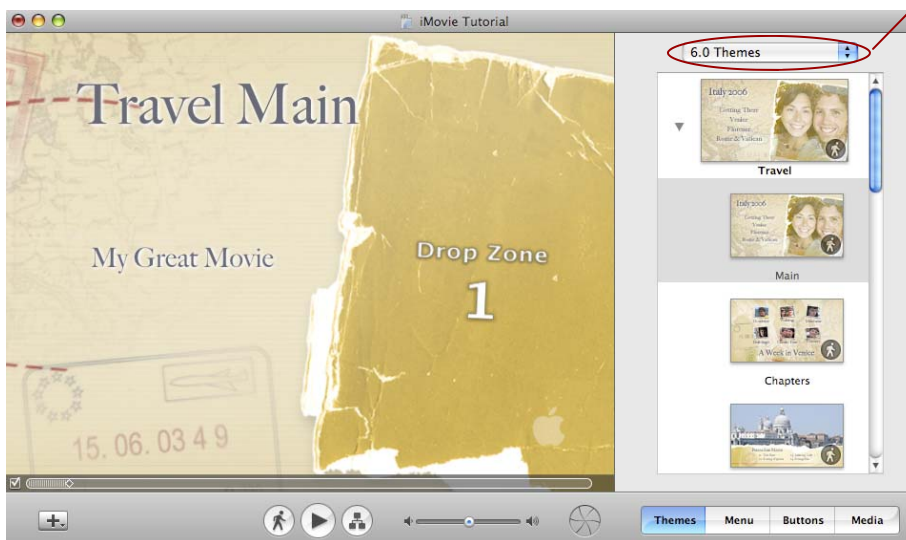 iMovie Tutorial
Travel Main
My Great Movie
Drop Zone
1
15. 06. 03 4 9
6.0 Themes
Italy 2006
Getting There
Venice
Florence
Rome & Vatican
Travel
Italy 2006
Getting There
Venice
Florence
Rome & Vatican
Main
A Week in Venice
Chapters
Themes
Menu
Buttons
Media